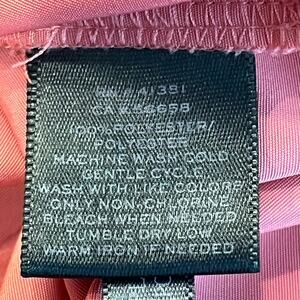 RN # 41381
CA # 56658
100% POLYESTER/
POLYESTER
MACHINE WASH COLD
GENTLE CYCLE
WASH WITH LIKE COLORS
ONLY NON-CHLORINE
BLEACH WHEN NEEDED
TUMBLE DRY LOW
WARM IRON IF NEEDED